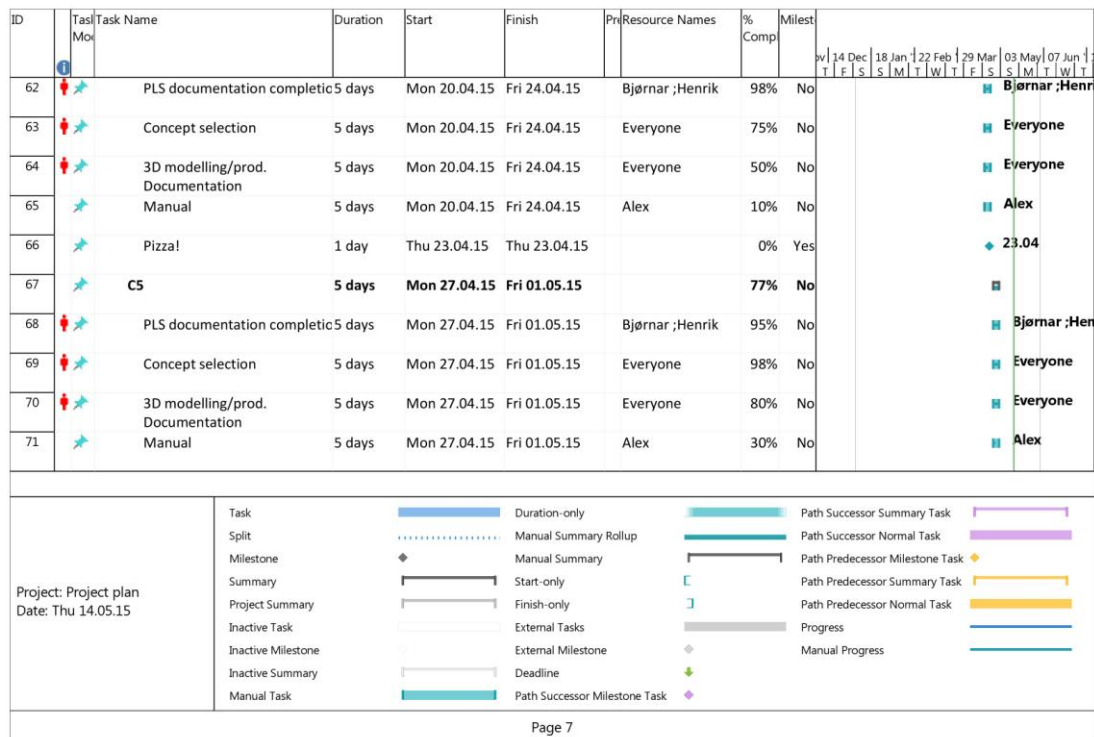 ID Task Mod Task Name Duration Start Finish Pre Resource Names % Compl Milest
14 Dec 18 Jan ' 22 Feb ' 29 Mar 03 May 07 Jun '
T F S S M T W T F S S M T W T
62 PLS documentation completic 5 days Mon 20.04.15 Fri 24.04.15 Bjørnar ;Henrik 98% No Bjørnar ;Henri
63 Concept selection 5 days Mon 20.04.15 Fri 24.04.15 Everyone 75% No Everyone
64 3D modelling/prod. 5 days Mon 20.04.15 Fri 24.04.15 Everyone 50% No Everyone
Documentation
65 Manual 5 days Mon 20.04.15 Fri 24.04.15 Alex 10% No Alex
66 Pizza! 1 day Thu 23.04.15 Thu 23.04.15 0% Yes 23.04
67 C5 5 days Mon 27.04.15 Fri 01.05.15 77% No
68 PLS documentation completic 5 days Mon 27.04.15 Fri 01.05.15 Bjørnar ;Henrik 95% No Bjørnar ;Hen
69 Concept selection 5 days Mon 27.04.15 Fri 01.05.15 Everyone 98% No Everyone
70 3D modelling/prod. 5 days Mon 27.04.15 Fri 01.05.15 Everyone 80% No Everyone
Documentation
71 Manual 5 days Mon 27.04.15 Fri 01.05.15 Alex 30% No Alex
Project: Project plan
Date: Thu 14.05.15
Task
Split
Milestone
Summary
Project Summary
Inactive Task
Inactive Milestone
Inactive Summary
Manual Task
Duration-only
Manual Summary Rollup
Manual Summary
Start-only
Finish-only
External Tasks
External Milestone
Deadline
Path Successor Milestone Task
Path Successor Summary Task
Path Successor Normal Task
Path Predecessor Milestone Task
Path Predecessor Summary Task
Path Predecessor Normal Task
Progress
Manual Progress
Page 7